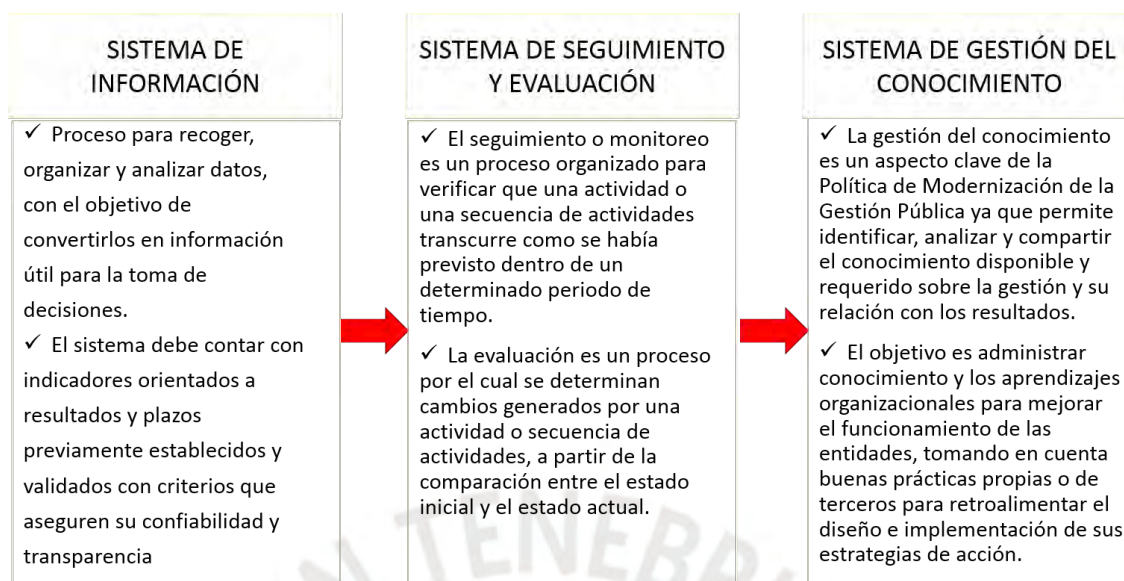 SISTEMA DE
INFORMACIÓN
✓ Proceso para recoger,
organizar y analizar datos,
con el objetivo de
convertirlos en información
útil para la toma de
decisiones.
✓ El sistema debe contar con
indicadores orientados a
resultados y plazos
previamente establecidos y
validados con criterios que
aseguren su confiabilidad y
transparencia
SISTEMA DE SEGUIMIENTO
Y EVALUACIÓN
✓ El seguimiento o monitoreo
es un proceso organizado para
verificar que una actividad o
una secuencia de actividades
transcurre como se había
previsto dentro de un
determinado periodo de
tiempo.
✓ La evaluación es un proceso
por el cual se determinan
cambios generados por una
actividad o secuencia de
actividades, a partir de la
comparación entre el estado
inicial y el estado actual.
SISTEMA DE GESTIÓN DEL
CONOCIMIENTO
✓ La gestión del conocimiento
es un aspecto clave de la
Política de Modernización de la
Gestión Pública ya que permite
identificar, analizar y compartir
el conocimiento disponible y
requerido sobre la gestión y su
relación con los resultados.
✓ El objetivo es administrar
conocimiento y los aprendizajes
organizacionales para mejorar
el funcionamiento de las
entidades, tomando en cuenta
buenas prácticas propias o de
terceros para retroalimentar el
diseño e implementación de sus
estrategias de acción.